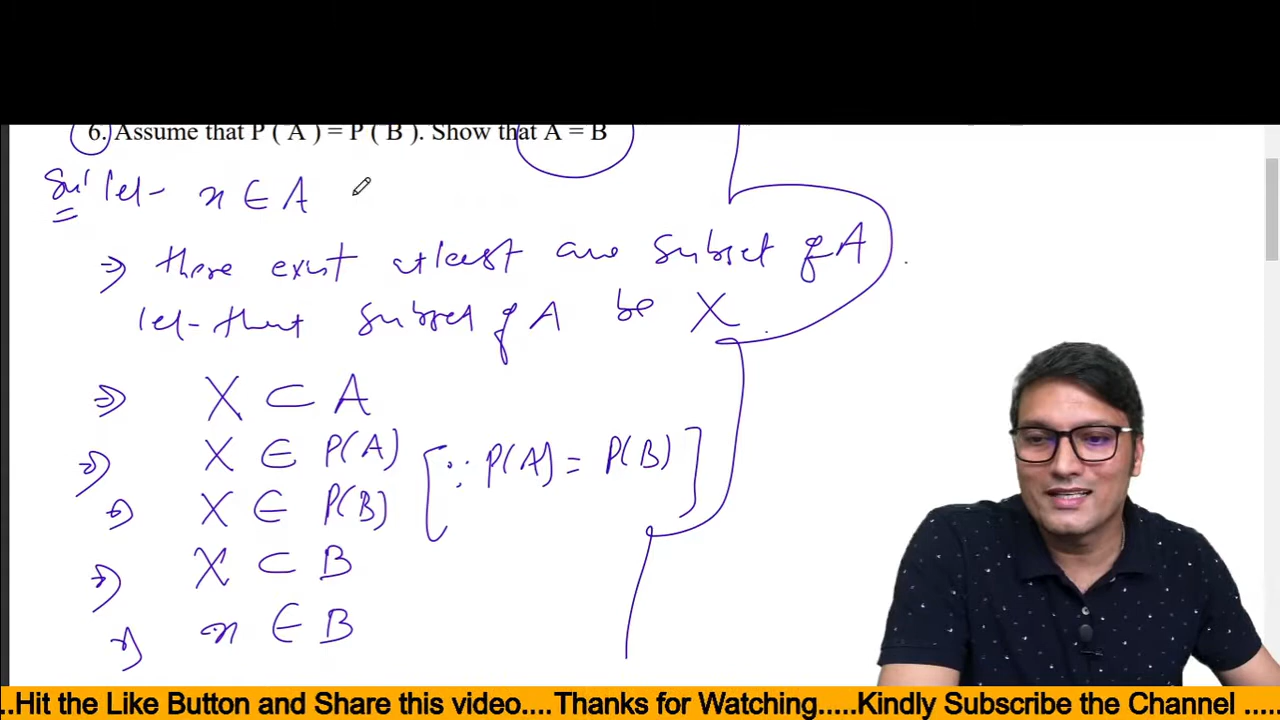 6. Assume that P ( A ) = P ( B ). Show that A = B
Sol let x ∈ A
⇒ there exist atleast one subset of A
let that subset of A be X.
⇒ X ⊂ A
⇒ X ∈ P(A) [∵ P(A) = P(B)]
⇒ X ∈ P(B)
⇒ X ⊂ B
⇒ x ∈ B
..Hit the Like Button and Share this video....Thanks for Watching.....Kindly Subscribe the Channel .....